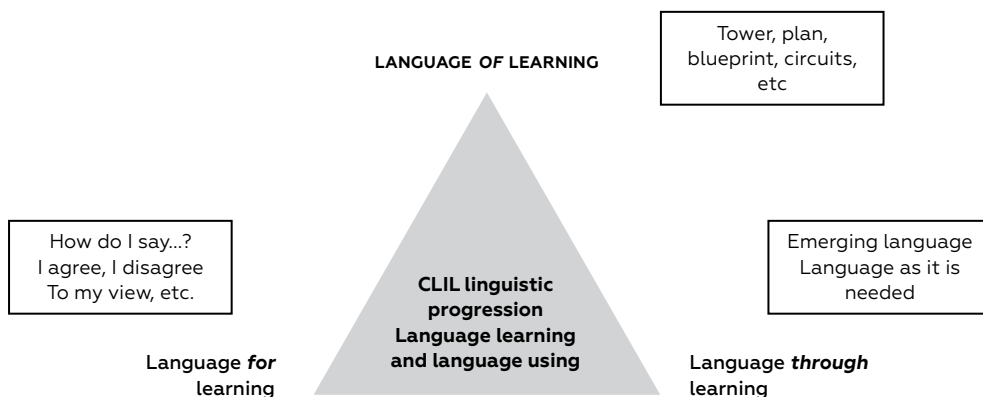 Tower, plan,
blueprint, circuits,
etc
LANGUAGE OF LEARNING
How do I say...?
I agree, I disagree
To my view, etc.
Emerging language
Language as it is
needed
CLIL linguistic
progression
Language learning
and language using
Language for
learning
Language through
learning